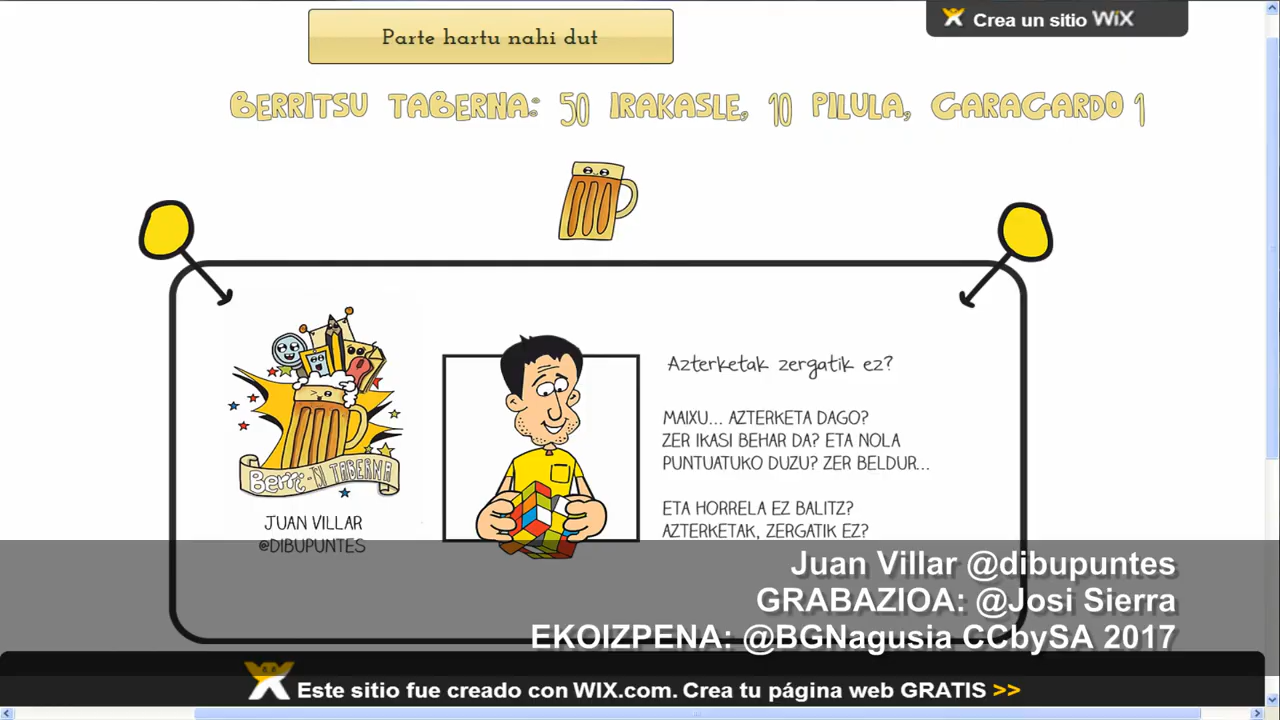 Parte hartu nahi dut
Crea un sitio WiX
BERRITSU TABERNA: 50 IRAKASLE, 10 PILULA, GARAGARDO 1
Azterketak zergatik ez?
MAIXU... AZTERKETA DAGO?
ZER IKASI BEHAR DA? ETA NOLA
PUNTUATUKO DUZU? ZER BELDUR...
ETA HORRELA EZ BALITZ?
AZTERKETAK, ZERGATIK EZ?
Berri-N TABERNA
JUAN VILLAR
@DIBUPUNTES
Juan Villar @dibupuntes
GRABAZIOA: @Josi Sierra
EKOIZPENA: @BGNagusia CCbySA 2017
Este sitio fue creado con WIX.com. Crea tu página web GRATIS >>